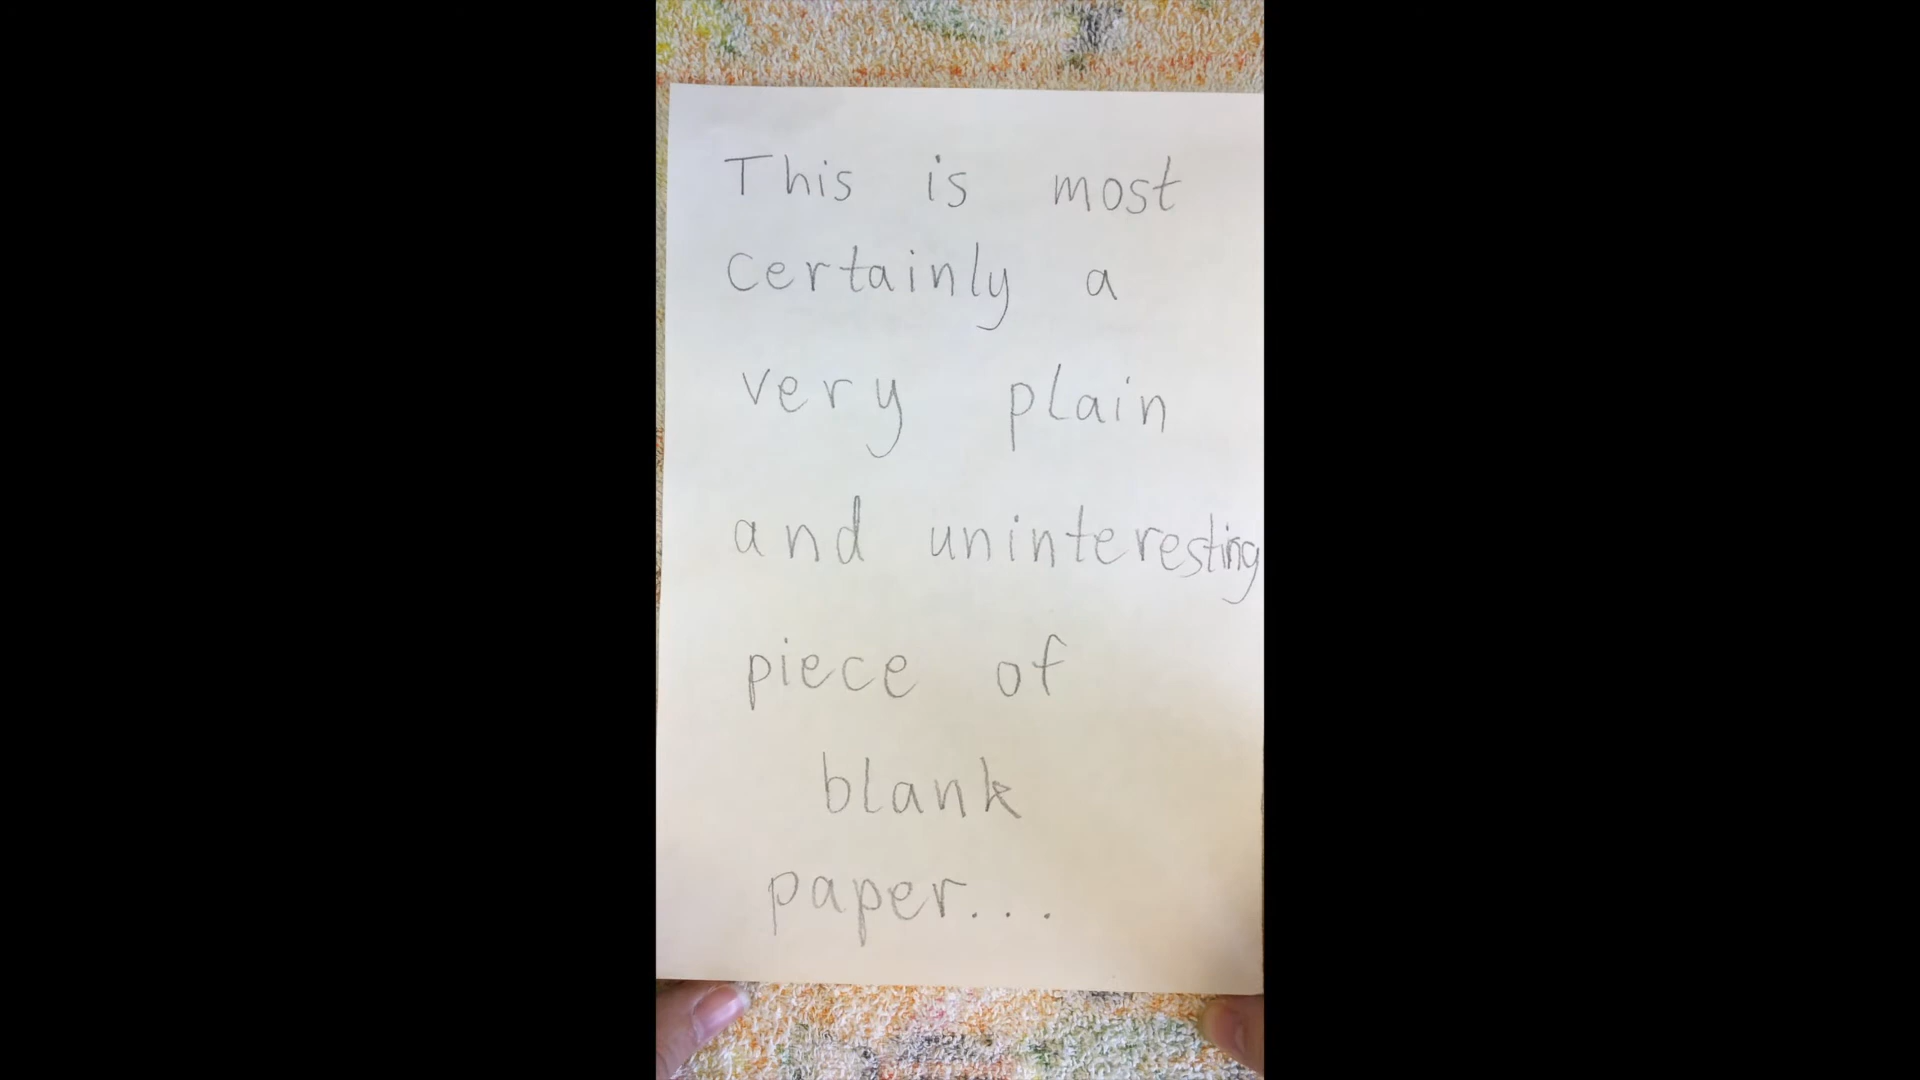 This is most
certainly a
very plain
and uninteresting
piece of
blank
paper...